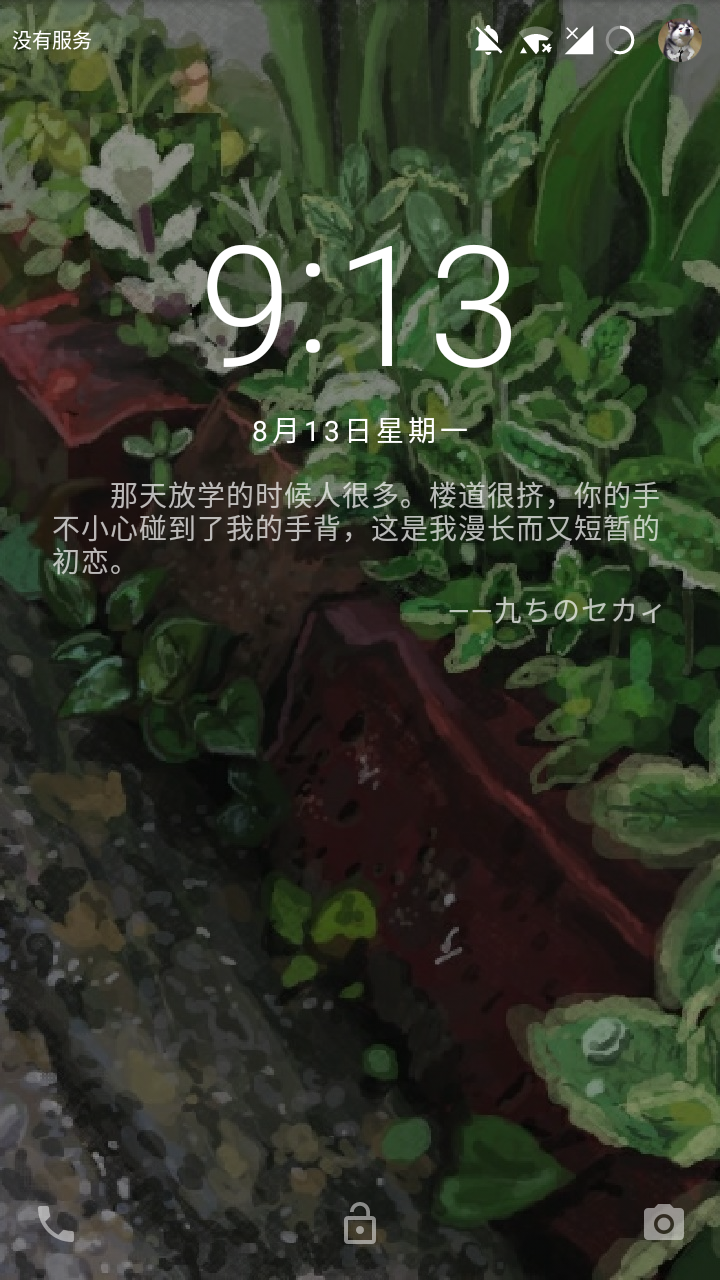 没有服务
9:13
8月13日星期一
那天放学的时候人很多。楼道很挤，你的手
不小心碰到了我的手背，这是我漫长而又短暂的
初恋。
——九ちのセカィ